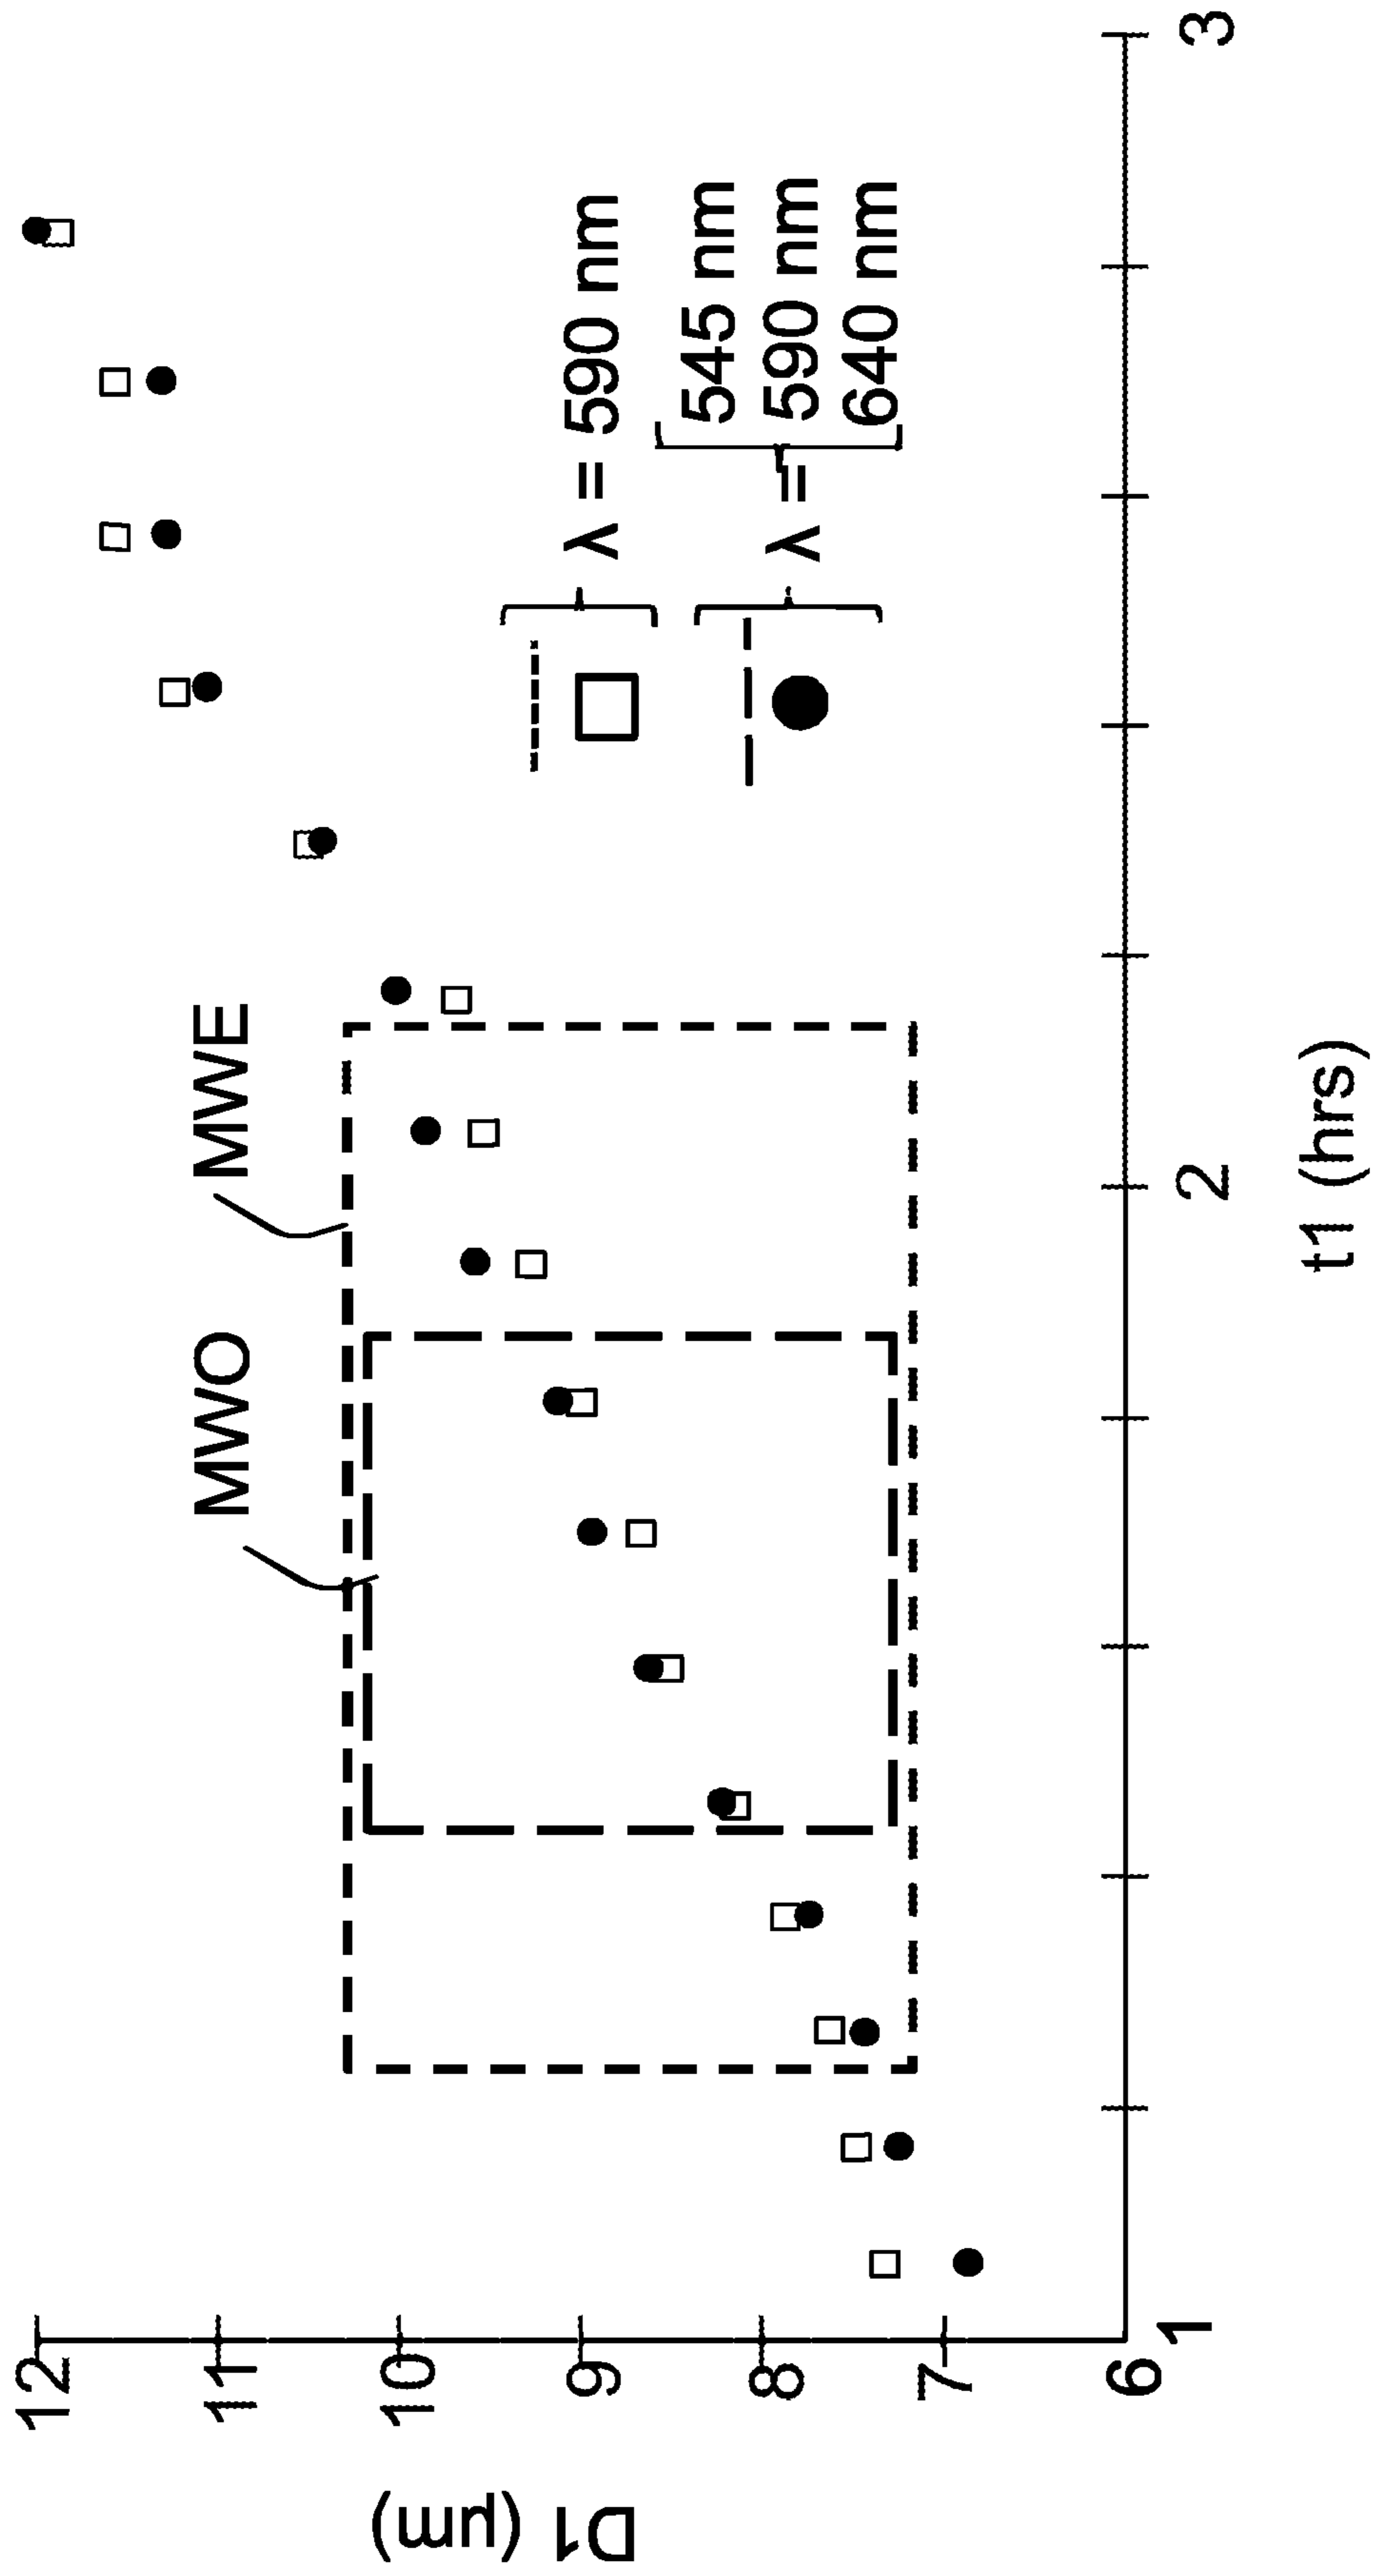 MWO
MWE
12
11
10
9
8
7
6
D1 (µm)
λ = 590 nm
λ =
545 nm
590 nm
640 nm
1
2
3
t1 (hrs)